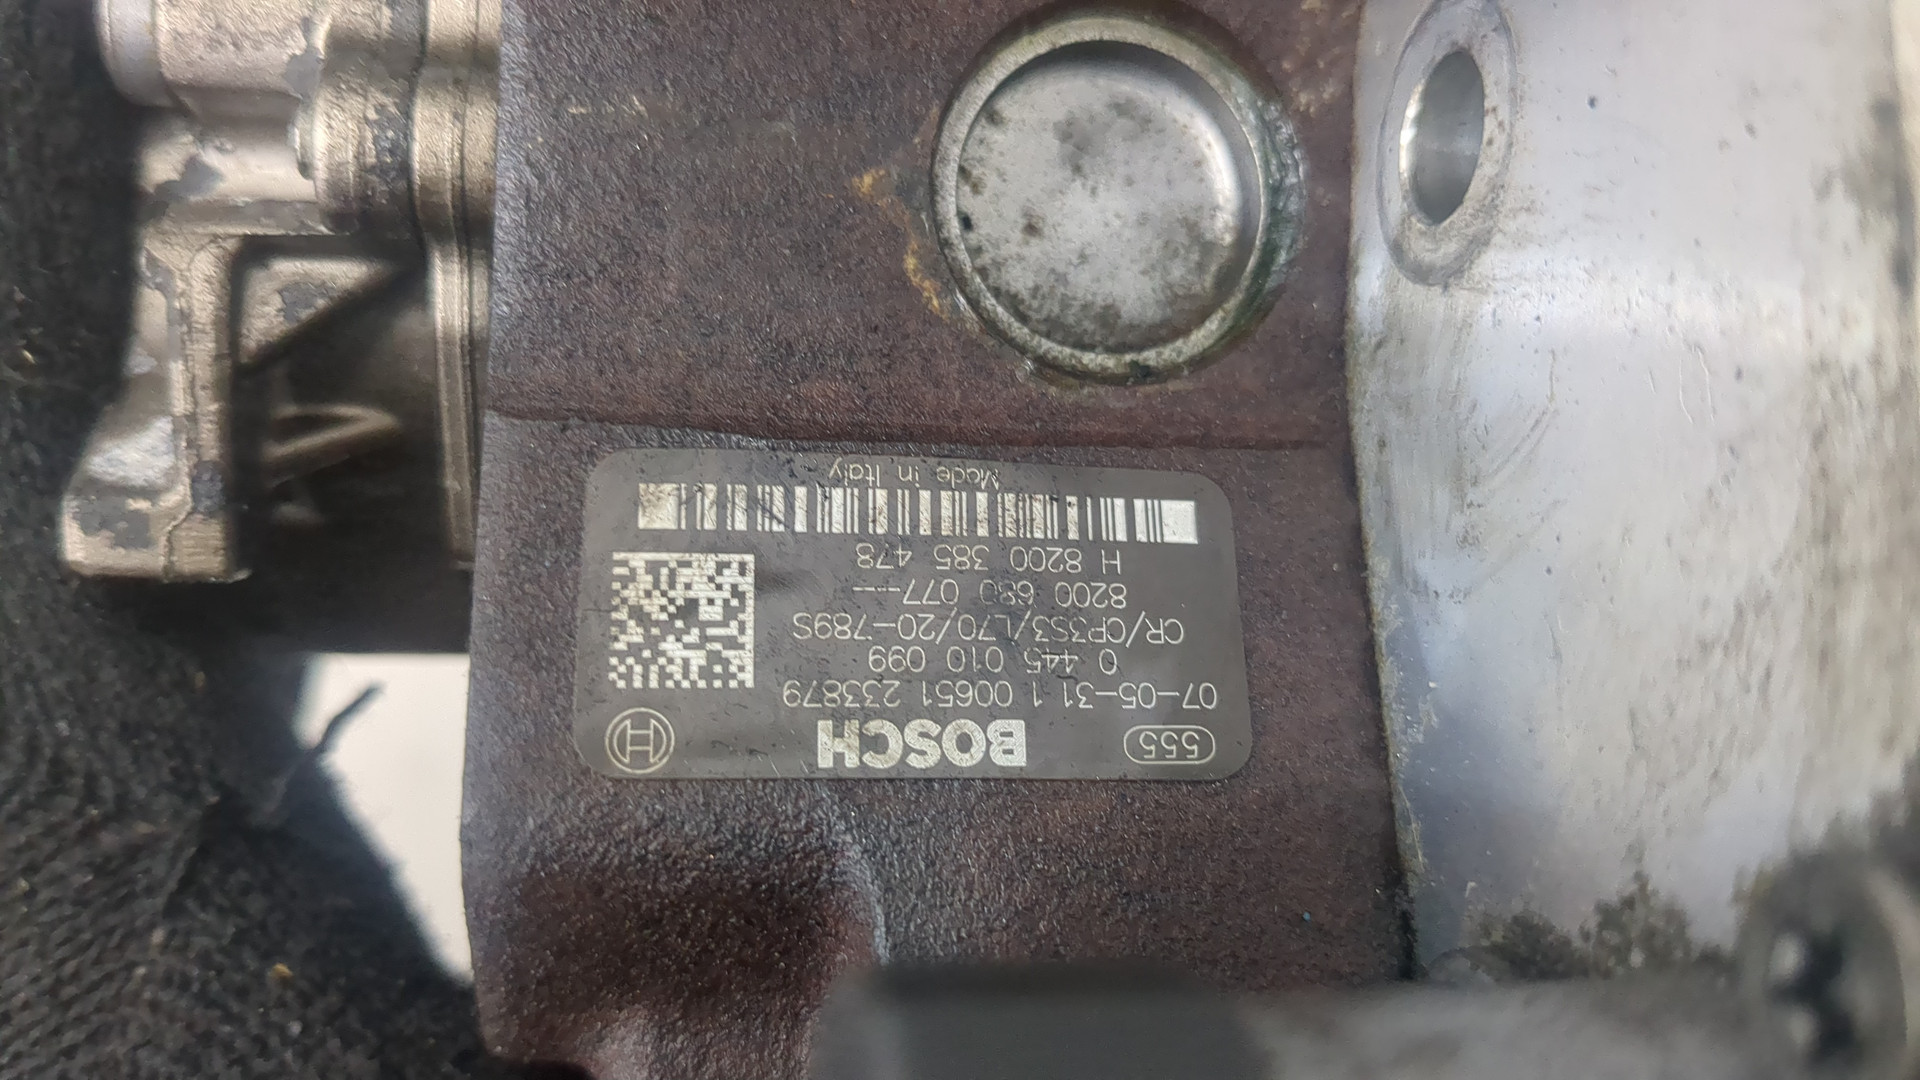 555 BOSCH
07-05-31 1 00651 233879
0 445 010 099
CR/CP3S3/L70/20-789S
8200 680 077---
H 8200 385 478
Made in Italy